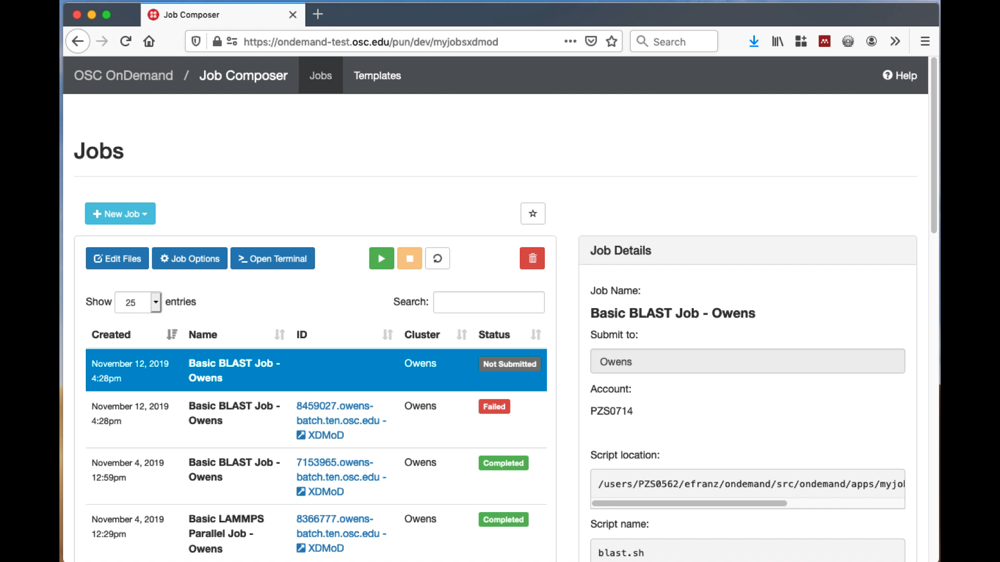 Job Composer
https://ondemand-test.osc.edu/pun/dev/myjobsxdmod
Search
OSC OnDemand / Job Composer Jobs Templates Help
Jobs
New Job
Edit Files Job Options Open Terminal
Show 25 entries Search:
Created Name ID Cluster Status
November 12, 2019 Basic BLAST Job - Owens Not Submitted
4:28pm Owens
November 12, 2019 Basic BLAST Job - 8459027.owens- Owens Failed
4:28pm Owens batch.ten.osc.edu -
XDMoD
November 4, 2019 Basic BLAST Job - 7153965.owens- Owens Completed
12:59pm Owens batch.ten.osc.edu -
XDMoD
November 4, 2019 Basic LAMMPS 8366777.owens- Owens Completed
12:29pm Parallel Job - batch.ten.osc.edu -
Owens XDMoD
Job Details
Job Name:
Basic BLAST Job - Owens
Submit to:
Owens
Account:
PZS0714
Script location:
/users/PZS0562/efranz/ondemand/src/ondemand/apps/myjo
Script name:
blast.sh